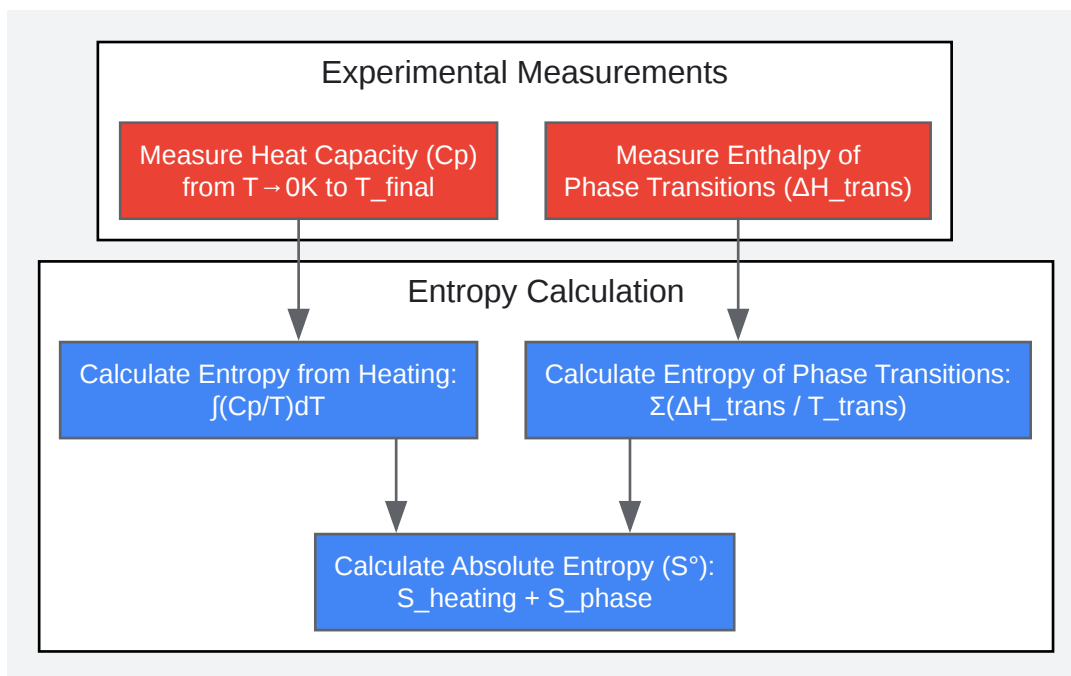 Experimental Measurements
Measure Heat Capacity (Cp)
from T→0K to T_final
Measure Enthalpy of
Phase Transitions (ΔH_trans)
Entropy Calculation
Calculate Entropy from Heating:
∫(Cp/T)dT
Calculate Entropy of Phase Transitions:
Σ(ΔH_trans / T_trans)
Calculate Absolute Entropy (S°):
S_heating + S_phase